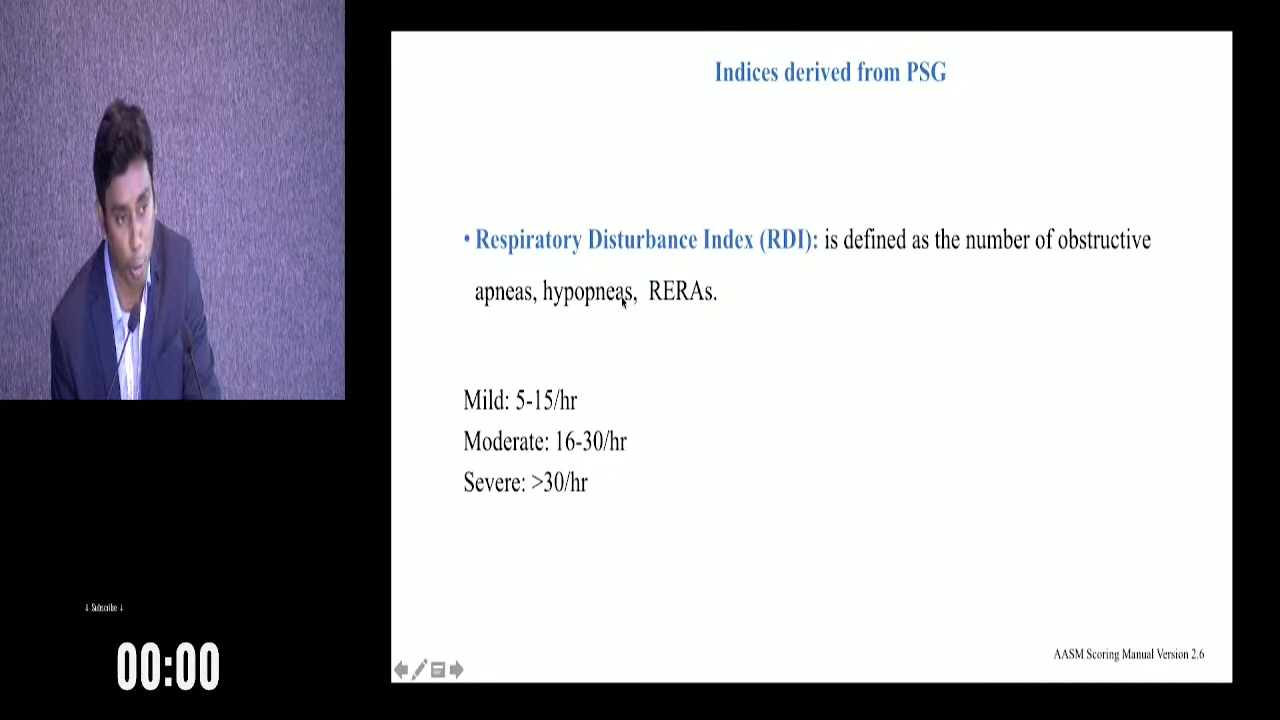 Indices derived from PSG
• Respiratory Disturbance Index (RDI): is defined as the number of obstructive
apneas, hypopneas, RERAs.
Mild: 5-15/hr
Moderate: 16-30/hr
Severe: >30/hr
AASM Scoring Manual Version 2.6
↓ Subscribe ↓
00:00